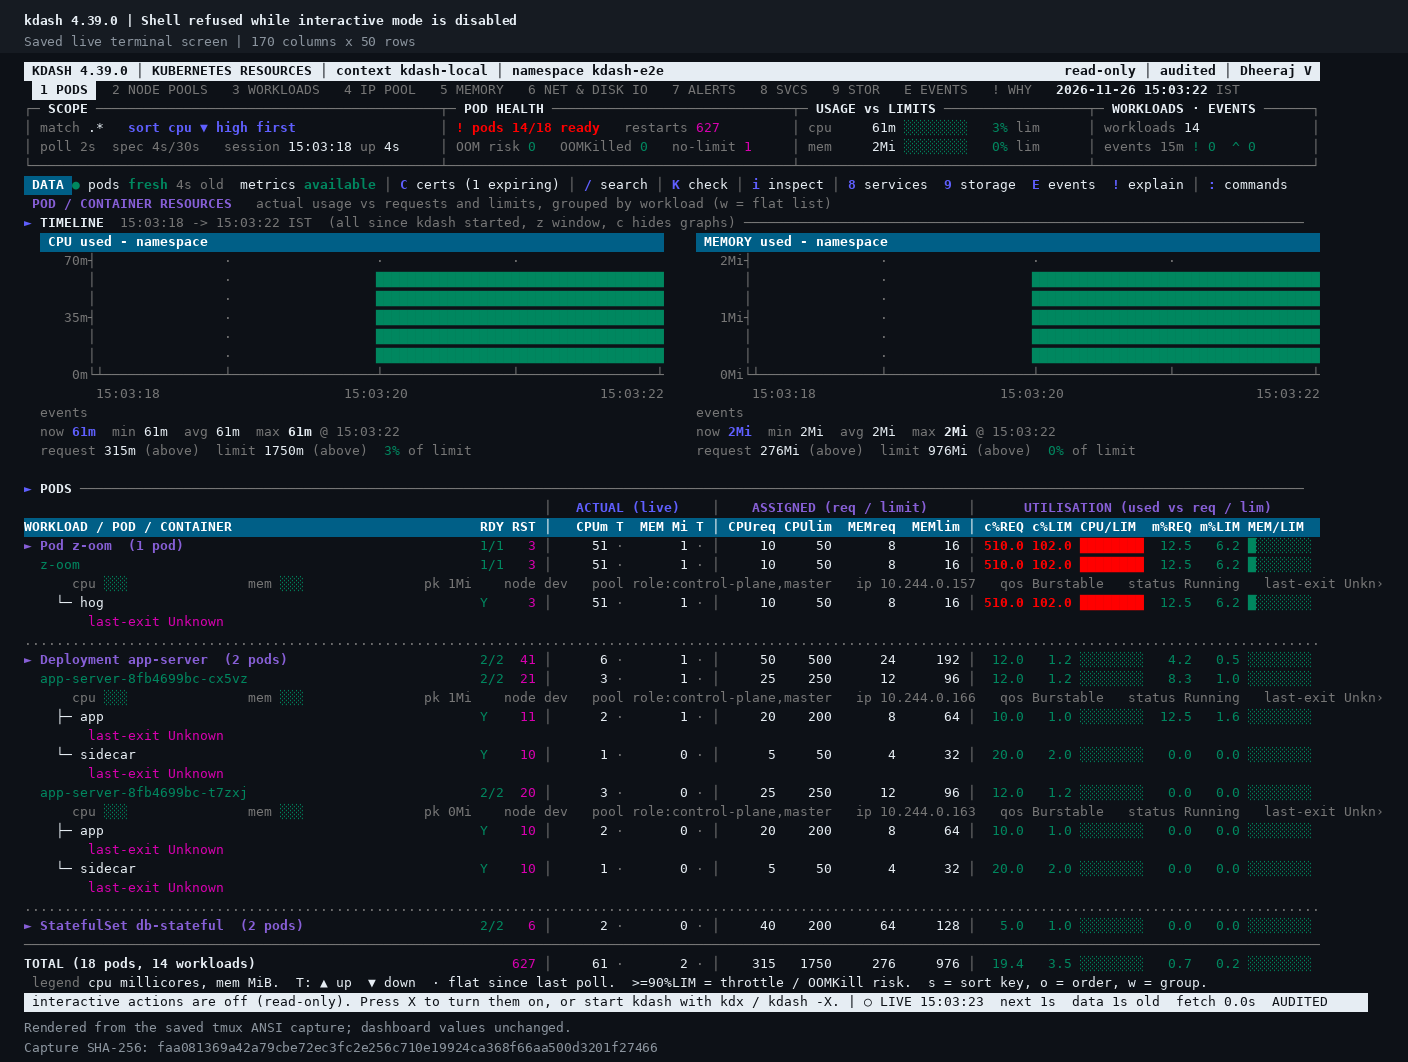 kdash 4.39.0 | Shell refused while interactive mode is disabled
Saved live terminal screen | 170 columns x 50 rows
KDASH 4.39.0 │ KUBERNETES RESOURCES │ context kdash-local │ namespace kdash-e2e read-only │ audited │ Dheeraj V
1 PODS 2 NODE POOLS 3 WORKLOADS 4 IP POOL 5 MEMORY 6 NET & DISK IO 7 ALERTS 8 SVCS 9 STOR E EVENTS ! WHY 2026-11-26 15:03:22 IST
SCOPE POD HEALTH USAGE vs LIMITS WORKLOADS · EVENTS
match .* sort cpu ▼ high first │ ! pods 14/18 ready restarts 627 │ cpu 61m ░░░░░░░░ 3% lim │ workloads 14
poll 2s spec 4s/30s session 15:03:18 up 4s │ OOM risk 0 OOMKilled 0 no-limit 1 │ mem 2Mi ░░░░░░░░ 0% lim │ events 15m ! 0 ^ 0
DATA ● pods fresh 4s old metrics available │ C certs (1 expiring) │ / search │ K check │ i inspect │ 8 services 9 storage E events ! explain │ : commands
POD / CONTAINER RESOURCES actual usage vs requests and limits, grouped by workload (w = flat list)
► TIMELINE 15:03:18 -> 15:03:22 IST (all since kdash started, z window, c hides graphs)
CPU used - namespace MEMORY used - namespace
70m 2Mi
35m 1Mi
0m 0Mi
15:03:18 15:03:20 15:03:22 15:03:18 15:03:20 15:03:22
events events
now 61m min 61m avg 61m max 61m @ 15:03:22 now 2Mi min 2Mi avg 2Mi max 2Mi @ 15:03:22
request 315m (above) limit 1750m (above) 3% of limit request 276Mi (above) limit 976Mi (above) 0% of limit
► PODS
│ ACTUAL (live) │ ASSIGNED (req / limit) │ UTILISATION (used vs req / lim)
WORKLOAD / POD / CONTAINER RDY RST │ CPUm T MEM Mi T │ CPUreq CPUlim MEMreq MEMlim │ c%REQ c%LIM CPU/LIM m%REQ m%LIM MEM/LIM
► Pod z-oom (1 pod) 1/1 3 │ 51 · 1 · │ 10 50 8 16 │ 510.0 102.0 ████████ 12.5 6.2 █░░░░░░░
z-oom 1/1 3 │ 51 · 1 · │ 10 50 8 16 │ 510.0 102.0 ████████ 12.5 6.2 █░░░░░░░
cpu ░░░ mem ░░░ pk 1Mi node dev pool role:control-plane,master ip 10.244.0.157 qos Burstable status Running last-exit Unkn›
└─ hog Y 3 │ 51 · 1 · │ 10 50 8 16 │ 510.0 102.0 ████████ 12.5 6.2 █░░░░░░░
last-exit Unknown
► Deployment app-server (2 pods) 2/2 41 │ 6 · 1 · │ 50 500 24 192 │ 12.0 1.2 ░░░░░░░░ 4.2 0.5 ░░░░░░░░
app-server-8fb4699bc-cx5vz 2/2 21 │ 3 · 1 · │ 25 250 12 96 │ 12.0 1.2 ░░░░░░░░ 8.3 1.0 ░░░░░░░░
cpu ░░░ mem ░░░ pk 1Mi node dev pool role:control-plane,master ip 10.244.0.166 qos Burstable status Running last-exit Unkn›
├─ app Y 11 │ 2 · 1 · │ 20 200 8 64 │ 10.0 1.0 ░░░░░░░░ 12.5 1.6 ░░░░░░░░
last-exit Unknown
└─ sidecar Y 10 │ 1 · 0 · │ 5 50 4 32 │ 20.0 2.0 ░░░░░░░░ 0.0 0.0 ░░░░░░░░
last-exit Unknown
app-server-8fb4699bc-t7zxj 2/2 20 │ 3 · 0 · │ 25 250 12 96 │ 12.0 1.2 ░░░░░░░░ 0.0 0.0 ░░░░░░░░
cpu ░░░ mem ░░░ pk 0Mi node dev pool role:control-plane,master ip 10.244.0.163 qos Burstable status Running last-exit Unkn›
├─ app Y 10 │ 2 · 0 · │ 20 200 8 64 │ 10.0 1.0 ░░░░░░░░ 0.0 0.0 ░░░░░░░░
last-exit Unknown
└─ sidecar Y 10 │ 1 · 0 · │ 5 50 4 32 │ 20.0 2.0 ░░░░░░░░ 0.0 0.0 ░░░░░░░░
last-exit Unknown
► StatefulSet db-stateful (2 pods) 2/2 6 │ 2 · 0 · │ 40 200 64 128 │ 5.0 1.0 ░░░░░░░░ 0.0 0.0 ░░░░░░░░
TOTAL (18 pods, 14 workloads) 627 │ 61 · 2 · │ 315 1750 276 976 │ 19.4 3.5 ░░░░░░░░ 0.7 0.2 ░░░░░░░░
legend cpu millicores, mem MiB. T: ▲ up ▼ down · flat since last poll. >=90%LIM = throttle / OOMKill risk. s = sort key, o = order, w = group.
interactive actions are off (read-only). Press X to turn them on, or start kdash with kdx / kdash -X. | ○ LIVE 15:03:23 next 1s data 1s old fetch 0.0s AUDITED
Rendered from the saved tmux ANSI capture; dashboard values unchanged.
Capture SHA-256: faa081369a42a79cbe72ec3fc2e256c710e19924ca368f66aa500d3201f27466